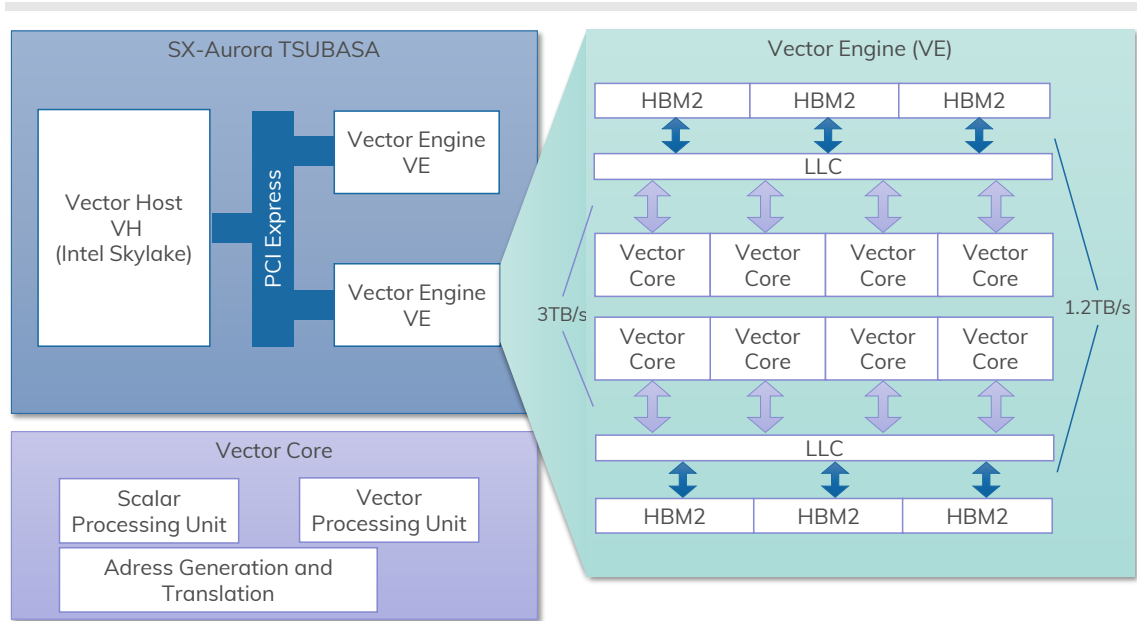 SX-Aurora TSUBASA
Vector Host
VH
(Intel Skylake)
PCI Express
Vector Engine
VE
Vector Engine
VE
Vector Engine (VE)
HBM2
HBM2
HBM2
LLC
Vector
Core
Vector
Core
Vector
Core
Vector
Core
3TB/s
1.2TB/s
Vector
Core
Vector
Core
Vector
Core
Vector
Core
LLC
HBM2
HBM2
HBM2
Vector Core
Scalar
Processing Unit
Vector
Processing Unit
Adress Generation and
Translation